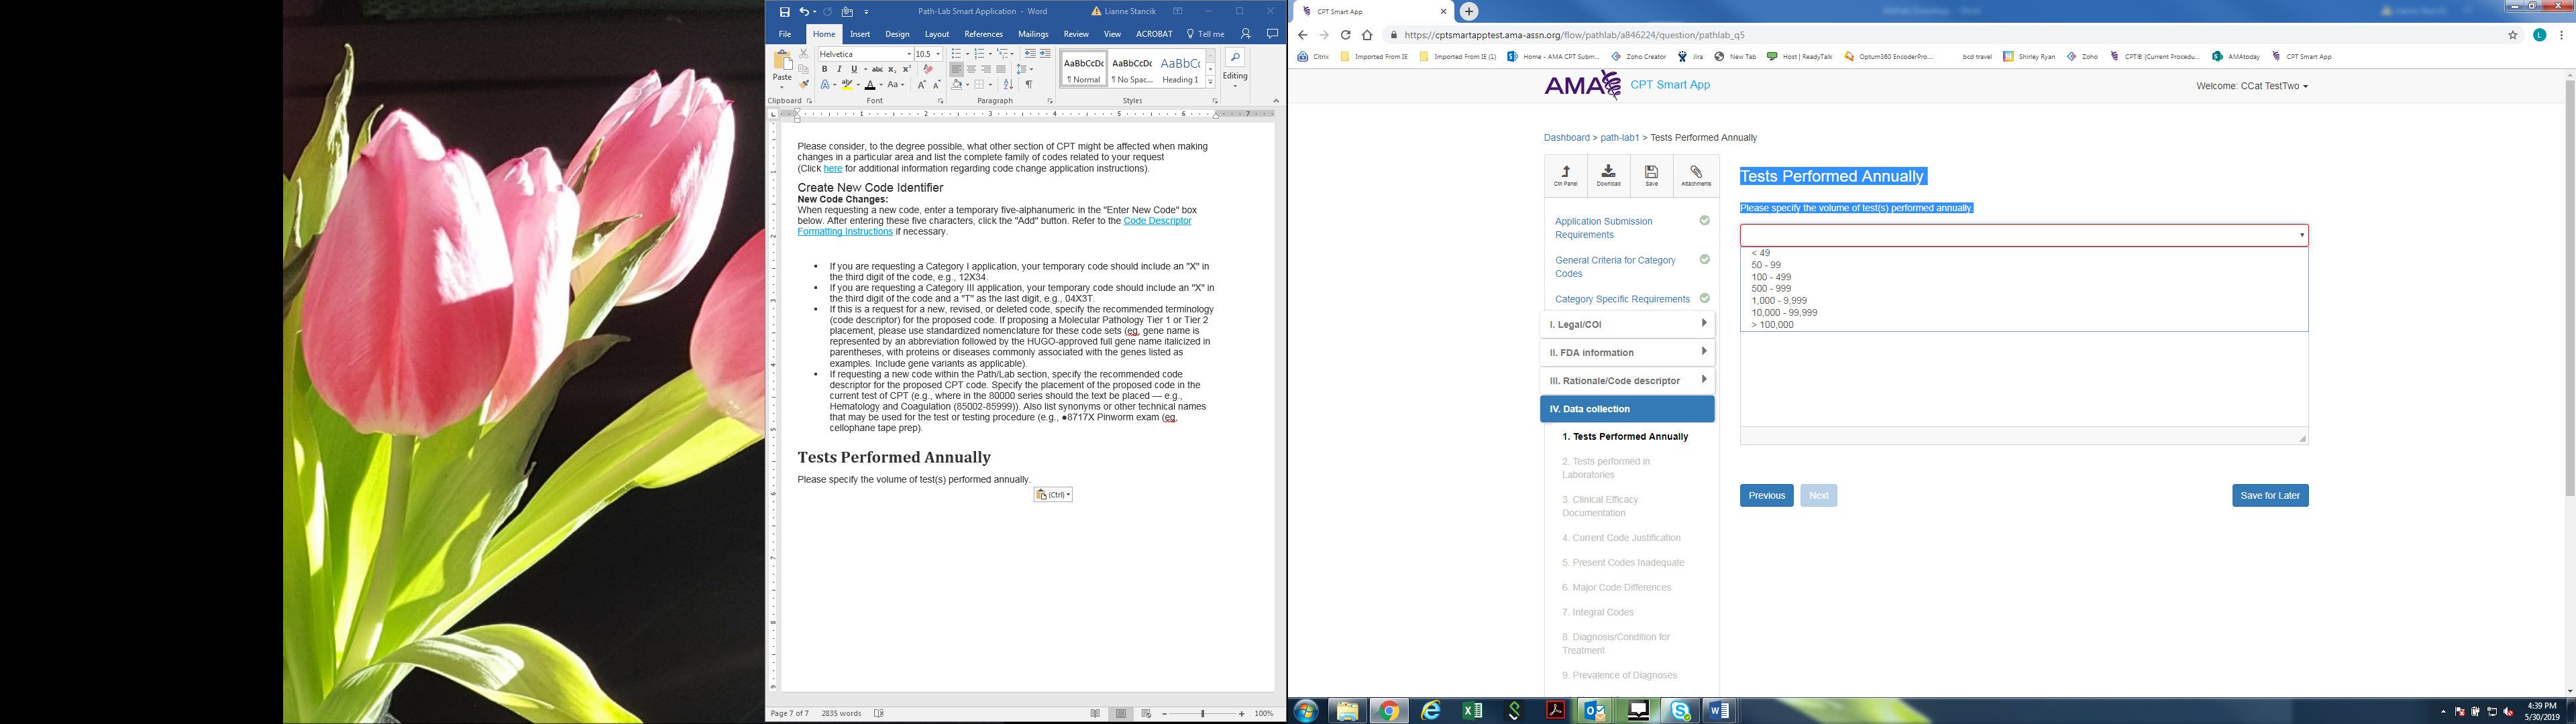 Path-Lab Smart Application - Word
Lianne Stancik
File Home Insert Design Layout References Mailings Review View ACROBAT Tell me
Paste
Helvetica 10.5
B I U abc x₂ x²
Aa
AaBbCcDc AaBbCcDc AaBbCc
¶ Normal ¶ No Spac... Heading 1
Editing
Clipboard Font Paragraph Styles
Please consider, to the degree possible, what other section of CPT might be affected when making
changes in a particular area and list the complete family of codes related to your request
(Click here for additional information regarding code change application instructions).
Create New Code Identifier
New Code Changes:
When requesting a new code, enter a temporary five-alphanumeric in the "Enter New Code" box
below. After entering these five characters, click the "Add" button. Refer to the Code Descriptor
Formatting Instructions if necessary.
▪ If you are requesting a Category I application, your temporary code should include an "X" in
the third digit of the code, e.g., 12X34.
▪ If you are requesting a Category III application, your temporary code should include an "X" in
the third digit of the code and a "T" as the last digit, e.g., 04X3T.
▪ If this is a request for a new, revised, or deleted code, specify the recommended terminology
(code descriptor) for the proposed code. If proposing a Molecular Pathology Tier 1 or Tier 2
placement, please use standardized nomenclature for these code sets (eg, gene name is
represented by an abbreviation followed by the HUGO-approved full gene name italicized in
parentheses, with proteins or diseases commonly associated with the genes listed as
examples. Include gene variants as applicable).
▪ If requesting a new code within the Path/Lab section, specify the recommended code
descriptor for the proposed CPT code. Specify the placement of the proposed code in the
current test of CPT (e.g., where in the 80000 series should the text be placed — e.g.,
Hematology and Coagulation (85002-85999)). Also list synonyms or other technical names
that may be used for the test or testing procedure (e.g., ●8717X Pinworm exam (eg,
cellophane tape prep).
Tests Performed Annually
Please specify the volume of test(s) performed annually.
(Ctrl)
Page 7 of 7 2835 words
100%
CPT Smart App
https://cptsmartapptest.ama-assn.org/flow/pathlab/a846224/question/pathlab_q5
L
Citrix Imported From IE Imported From IE (1) Home - AMA CPT Subm... Zoho Creator Jira New Tab Host | ReadyTalk Optum360 EncoderPro.... bcd travel Shirley Ryan Zoho CPT® (Current Procedu... AMAtoday CPT Smart App
AMA CPT Smart App
Welcome: CCat TestTwo
Dashboard > path-lab1 > Tests Performed Annually
Ctrl Panel Download Save Attachments
Application Submission
Requirements
General Criteria for Category
Codes
Category Specific Requirements
I. Legal/COI
II. FDA information
III. Rationale/Code descriptor
IV. Data collection
1. Tests Performed Annually
2. Tests performed in
Laboratories
3. Clinical Efficacy
Documentation
4. Current Code Justification
5. Present Codes Inadequate
6. Major Code Differences
7. Integral Codes
8. Diagnosis/Condition for
Treatment
9. Prevalence of Diagnoses
Tests Performed Annually
Please specify the volume of test(s) performed annually.
< 49
50 - 99
100 - 499
500 - 999
1,000 - 9,999
10,000 - 99,999
> 100,000
Previous Next Save for Later
4:39 PM
5/30/2019